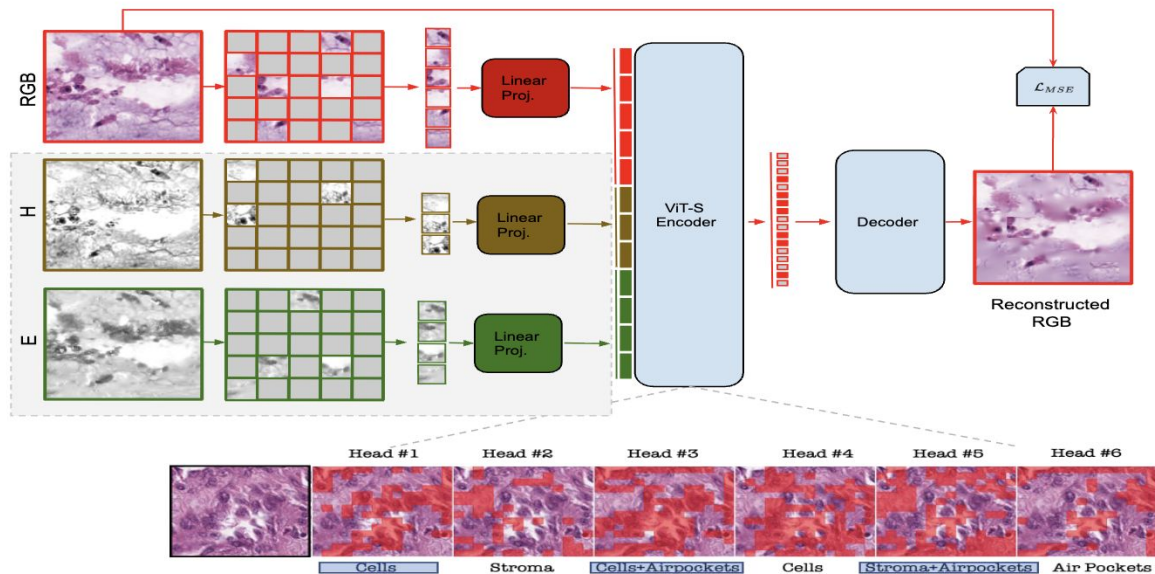 RGB
Linear
Proj.
ℒMSE
H
Linear
Proj.
ViT-S
Encoder
Decoder
E
Linear
Proj.
Reconstructed
RGB
Head #1 Head #2 Head #3 Head #4 Head #5 Head #6
Cells Stroma Cells+Airpockets Cells Stroma+Airpockets Air Pockets